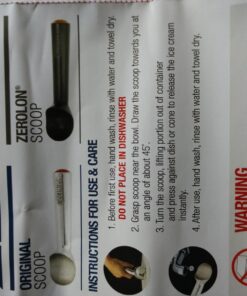 ZEROLON®
SCOOP
ORIGINAL
SCOOP
INSTRUCTIONS FOR USE & CARE
1. Before first use, hand wash, rinse with water and towel dry.
DO NOT PLACE IN DISHWASHER
2. Grasp scoop near the bowl. Draw the scoop towards you at
an angle of about 45°.
3. Turn the scoop, lifting portion out of container
and press against dish or cone to release the ice cream
instantly.
4. After use, hand wash, rinse with water and towel dry.
WARNING